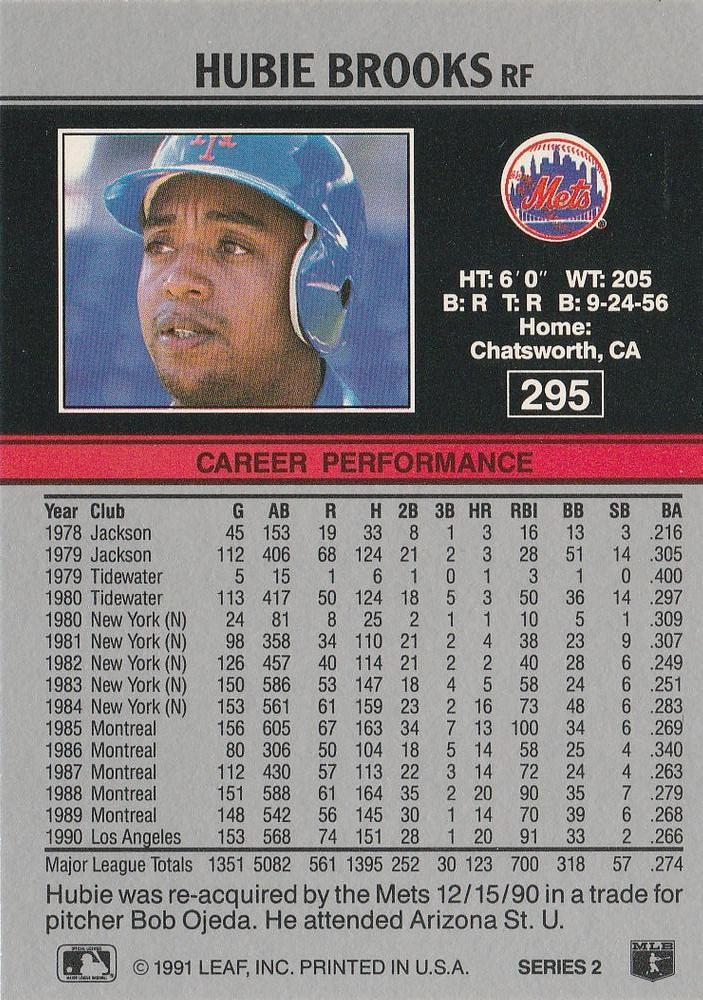 HUBIE BROOKS RF
Mets
HT: 6′0″ WT: 205
B: R T: R B: 9-24-56
Home:
Chatsworth, CA
295
CAREER PERFORMANCE
Year Club G AB R H 2B 3B HR RBI BB SB BA
1978 Jackson 45 153 19 33 8 1 3 16 13 3 .216
1979 Jackson 112 406 68 124 21 2 3 28 51 14 .305
1979 Tidewater 5 15 1 6 1 0 1 3 1 0 .400
1980 Tidewater 113 417 50 124 18 5 3 50 36 14 .297
1980 New York (N) 24 81 8 25 2 1 1 10 5 1 .309
1981 New York (N) 98 358 34 110 21 2 4 38 23 9 .307
1982 New York (N) 126 457 40 114 21 2 2 40 28 6 .249
1983 New York (N) 150 586 53 147 18 4 5 58 24 6 .251
1984 New York (N) 153 561 61 159 23 2 16 73 48 6 .283
1985 Montreal 156 605 67 163 34 7 13 100 34 6 .269
1986 Montreal 80 306 50 104 18 5 14 58 25 4 .340
1987 Montreal 112 430 57 113 22 3 14 72 24 4 .263
1988 Montreal 151 588 61 164 35 2 20 90 35 7 .279
1989 Montreal 148 542 56 145 30 1 14 70 39 6 .268
1990 Los Angeles 153 568 74 151 28 1 20 91 33 2 .266
Major League Totals 1351 5082 561 1395 252 30 123 700 318 57 .274
Hubie was re-acquired by the Mets 12/15/90 in a trade for
pitcher Bob Ojeda. He attended Arizona St. U.
© 1991 LEAF, INC. PRINTED IN U.S.A. SERIES 2
MLB